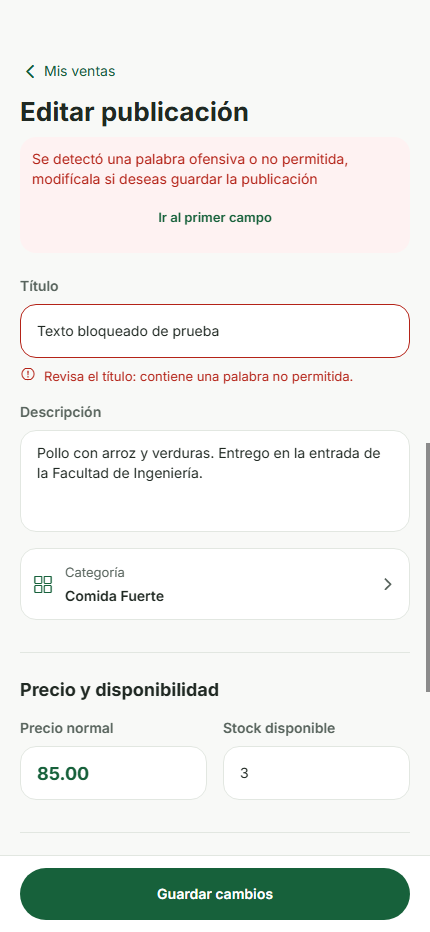 Mis ventas
Editar publicación
Se detectó una palabra ofensiva o no permitida,
modifícala si deseas guardar la publicación
Ir al primer campo
Título
Texto bloqueado de prueba
Revisa el título: contiene una palabra no permitida.
Descripción
Pollo con arroz y verduras. Entrego en la entrada de
la Facultad de Ingeniería.
Categoría
Comida Fuerte
Precio y disponibilidad
Precio normal
Stock disponible
85.00
3
Guardar cambios